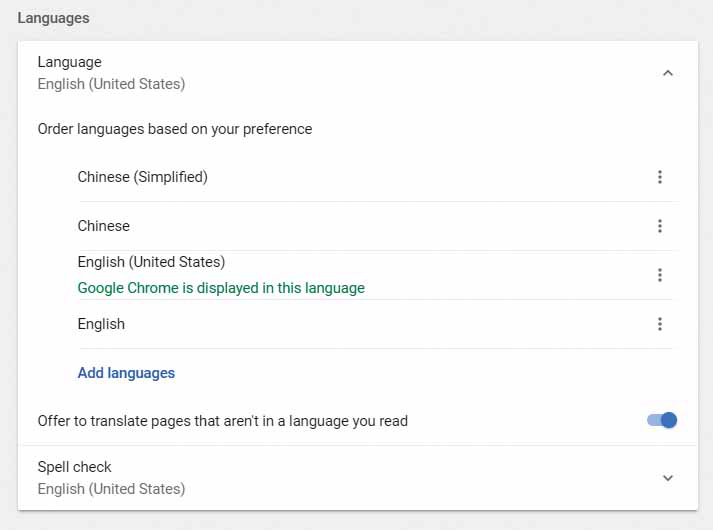 Languages
Language
English (United States)
Order languages based on your preference
Chinese (Simplified)
Chinese
English (United States)
Google Chrome is displayed in this language
English
Add languages
Offer to translate pages that aren't in a language you read
Spell check
English (United States)